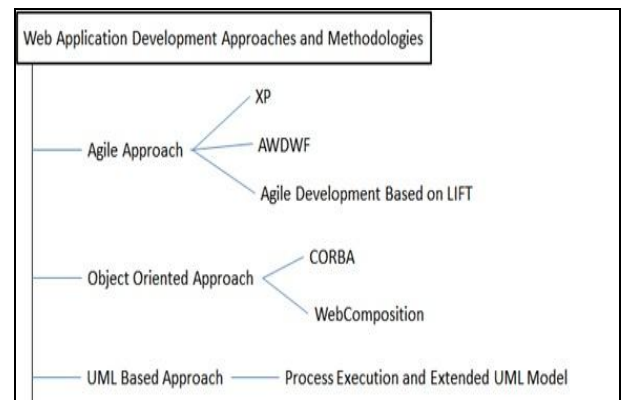 Web Application Development Approaches and Methodologies
XP
Agile Approach
AWDWF
Agile Development Based on LIFT
CORBA
Object Oriented Approach
WebComposition
UML Based Approach
Process Execution and Extended UML Model